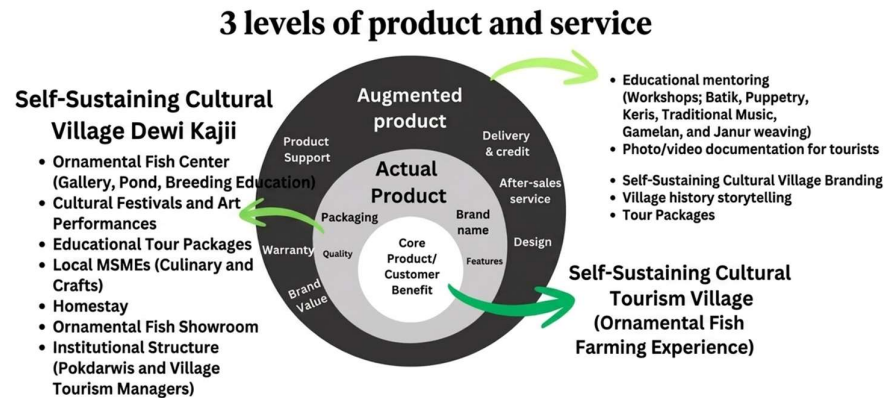 3 levels of product and service
Self-Sustaining Cultural
Village Dewi Kajii
• Ornamental Fish Center
(Gallery, Pond, Breeding Education)
• Cultural Festivals and Art
Performances
• Educational Tour Packages
• Local MSMEs (Culinary and
Crafts)
• Homestay
• Ornamental Fish Showroom
• Institutional Structure
(Pokdarwis and Village
Tourism Managers)
Augmented
product
Product
Support
Delivery
& credit
After-sales
service
Design
Warranty
Brand
Value
Actual
Product
Packaging
Brand
name
Quality
Features
Core
Product/
Customer
Benefit
• Educational mentoring
(Workshops; Batik, Puppetry,
Keris, Traditional Music,
Gamelan, and Janur weaving)
• Photo/video documentation for tourists
• Self-Sustaining Cultural Village Branding
• Village history storytelling
• Tour Packages
Self-Sustaining Cultural
Tourism Village
(Ornamental Fish
Farming Experience)